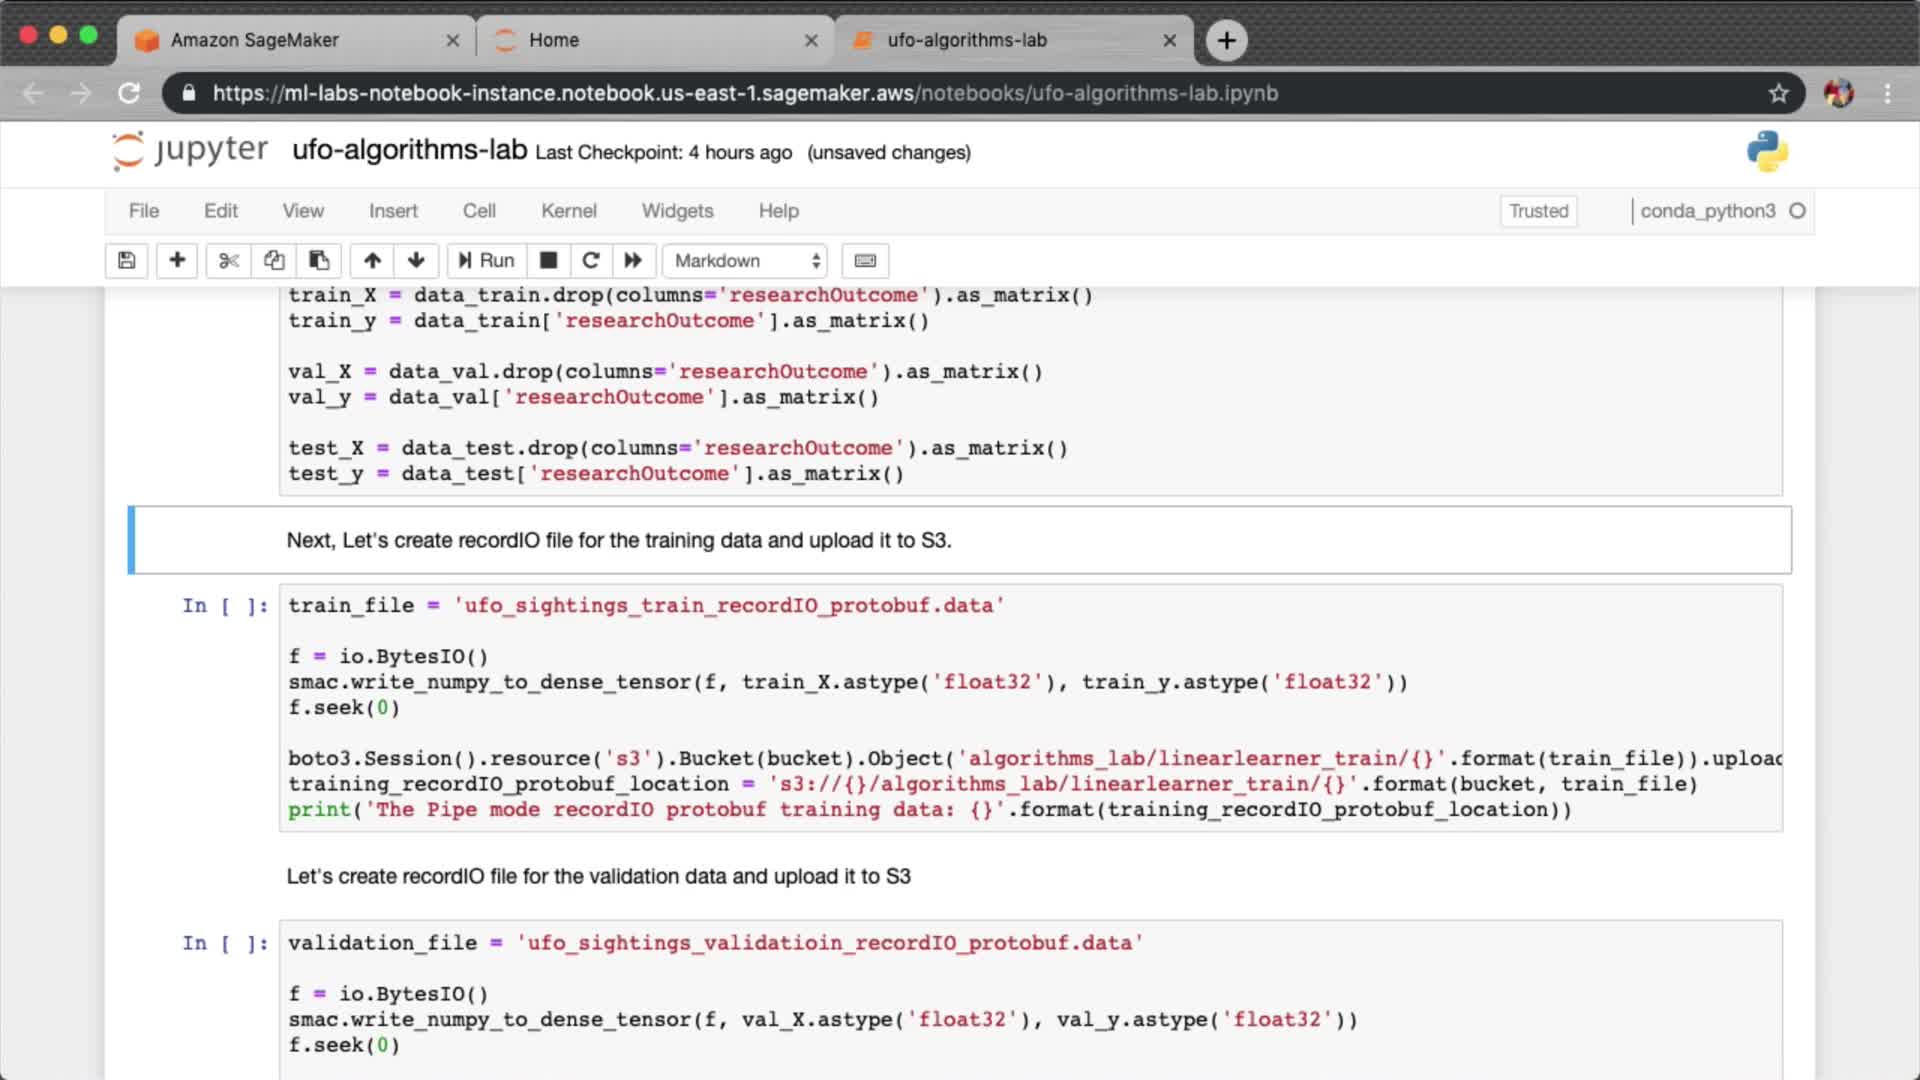 Amazon SageMaker
Home
ufo-algorithms-lab
https://ml-labs-notebook-instance.notebook.us-east-1.sagemaker.aws/notebooks/ufo-algorithms-lab.ipynb
jupyter ufo-algorithms-lab Last Checkpoint: 4 hours ago (unsaved changes)
File Edit View Insert Cell Kernel Widgets Help Trusted conda_python3
Run Markdown
train_X = data_train.drop(columns='researchOutcome').as_matrix()
train_y = data_train['researchOutcome'].as_matrix()
val_X = data_val.drop(columns='researchOutcome').as_matrix()
val_y = data_val['researchOutcome'].as_matrix()
test_X = data_test.drop(columns='researchOutcome').as_matrix()
test_y = data_test['researchOutcome'].as_matrix()
Next, Let's create recordIO file for the training data and upload it to S3.
In [ ]: train_file = 'ufo_sightings_train_recordIO_protobuf.data'
f = io.BytesIO()
smac.write_numpy_to_dense_tensor(f, train_X.astype('float32'), train_y.astype('float32'))
f.seek(0)
boto3.Session().resource('s3').Bucket(bucket).Object('algorithms_lab/linearlearner_train/{}'.format(train_file)).upload
training_recordIO_protobuf_location = 's3://{}/algorithms_lab/linearlearner_train/{}'.format(bucket, train_file)
print('The Pipe mode recordIO protobuf training data: {}'.format(training_recordIO_protobuf_location))
Let's create recordIO file for the validation data and upload it to S3
In [ ]: validation_file = 'ufo_sightings_validatioin_recordIO_protobuf.data'
f = io.BytesIO()
smac.write_numpy_to_dense_tensor(f, val_X.astype('float32'), val_y.astype('float32'))
f.seek(0)